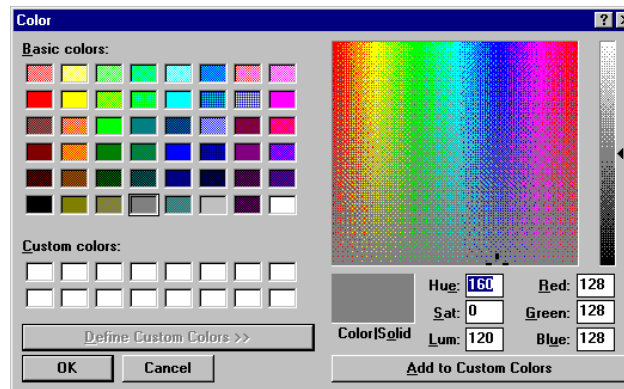 Color
Basic colors:
Custom colors:
Define Custom Colors >>
OK Cancel
Color|Solid
Hue: 160
Sat: 0
Lum: 120
Red: 128
Green: 128
Blue: 128
Add to Custom Colors